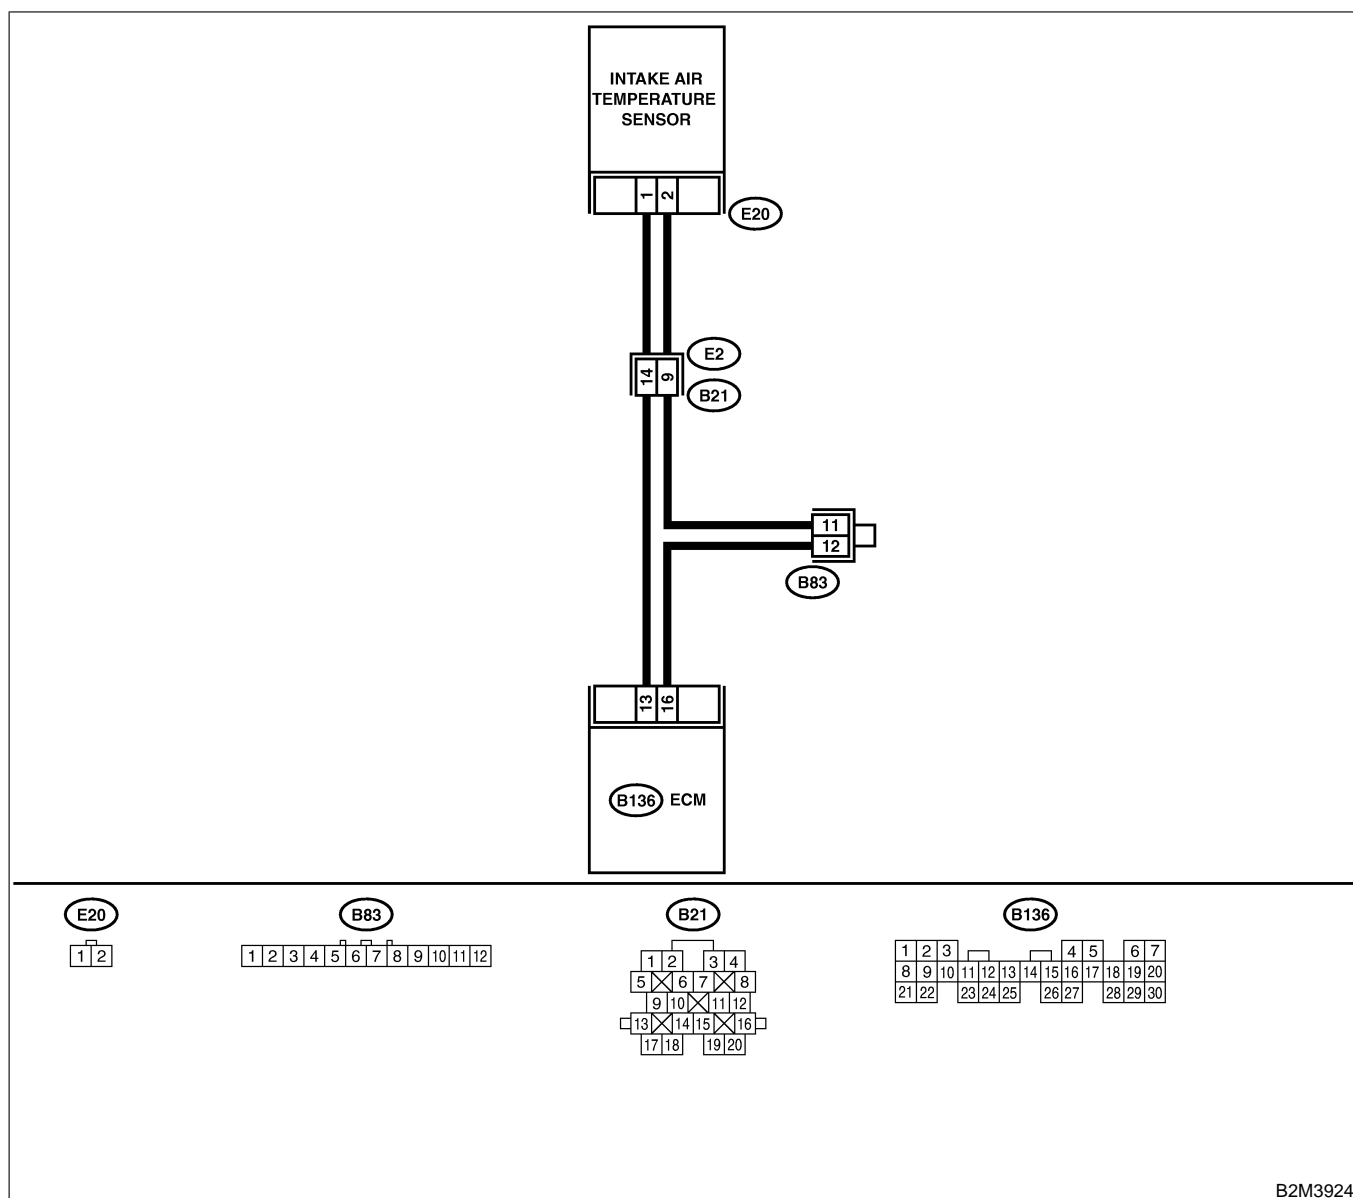 INTAKE AIR
TEMPERATURE
SENSOR
1 2
E20
E2
14 9
B21
11
12
B83
13 16
B136 ECM
E20
1 2
B83
1 2 3 4 5 6 7 8 9 10 11 12
B21
1 2 3 4
5 6 7 8
9 10 11 12
13 14 15 16
17 18 19 20
B136
1 2 3 4 5 6 7
8 9 10 11 12 13 14 15 16 17 18 19 20
21 22 23 24 25 26 27 28 29 30
B2M3924